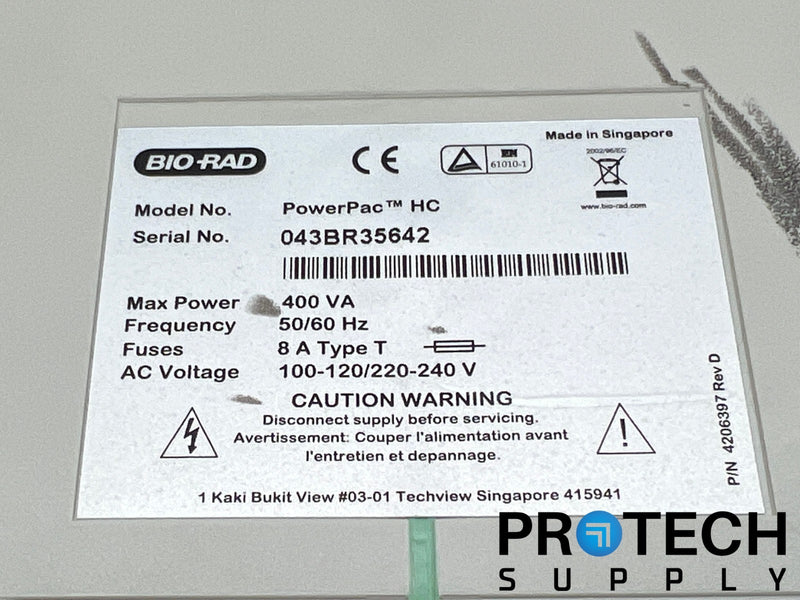 Made in Singapore
BIO-RAD
CE
EN
61010-1
2002/96/EC
www.bio-rad.com
Model No. PowerPac™ HC
Serial No. 043BR35642
Max Power 400 VA
Frequency 50/60 Hz
Fuses 8 A Type T
AC Voltage 100-120/220-240 V
CAUTION WARNING
Disconnect supply before servicing.
Avertissement: Couper l'alimentation avant
l'entretien et depannage.
!
1 Kaki Bukit View #03-01 Techview Singapore 415941
P/N 4206397 Rev D
PROTECH
SUPPLY